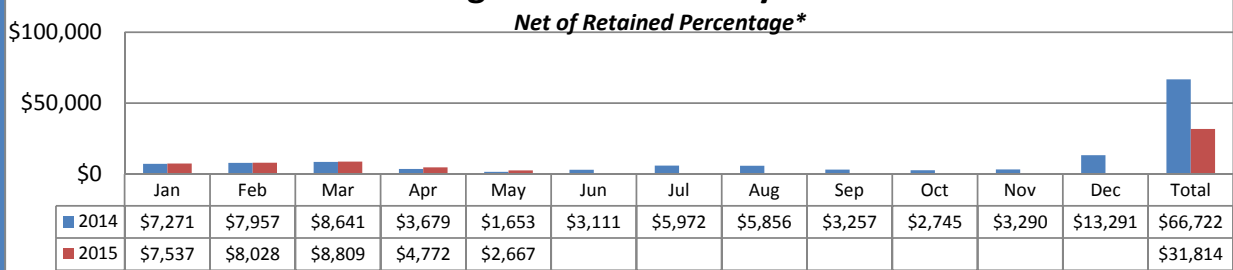 Net of Retained Percentage*
$100,000
$50,000
$0
Jan Feb Mar Apr May Jun Jul Aug Sep Oct Nov Dec Total
2014 $7,271 $7,957 $8,641 $3,679 $1,653 $3,111 $5,972 $5,856 $3,257 $2,745 $3,290 $13,291 $66,722
2015 $7,537 $8,028 $8,809 $4,772 $2,667 $31,814